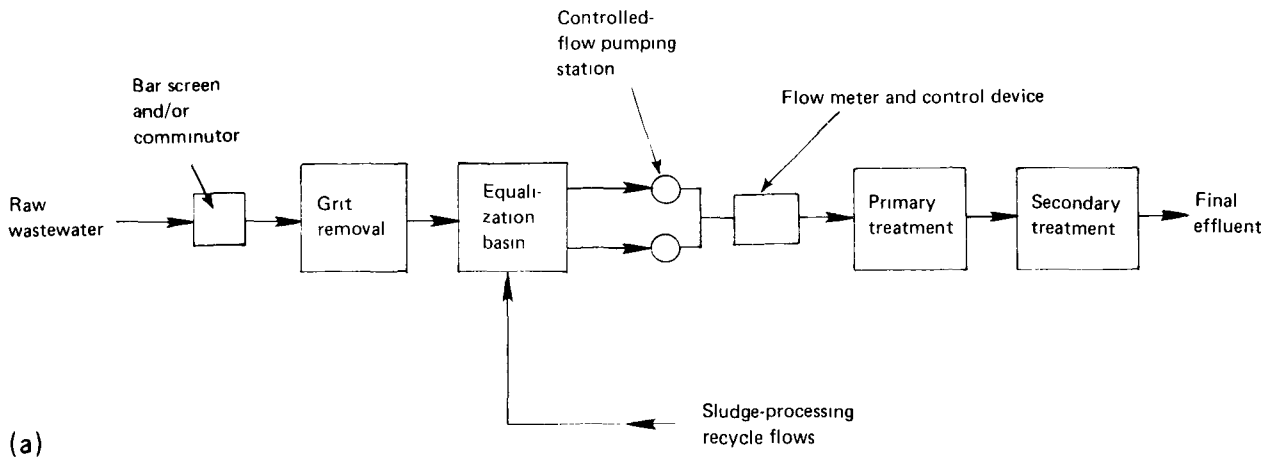 Controlled-
flow pumping
station
Bar screen
and/or
comminutor
Flow meter and control device
Raw
wastewater
Grit
removal
Equali-
zation
basin
Primary
treatment
Secondary
treatment
Final
effluent
Sludge-processing
recycle flows
(a)